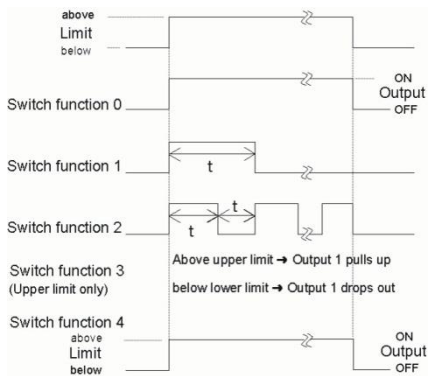 above
Limit
below
ON
Output
OFF
Switch function 0
Switch function 1
t
Switch function 2
t
t
Switch function 3
(Upper limit only)
Above upper limit ➔ Output 1 pulls up
below lower limit ➔ Output 1 drops out
Switch function 4
above
Limit
below
ON
Output
OFF